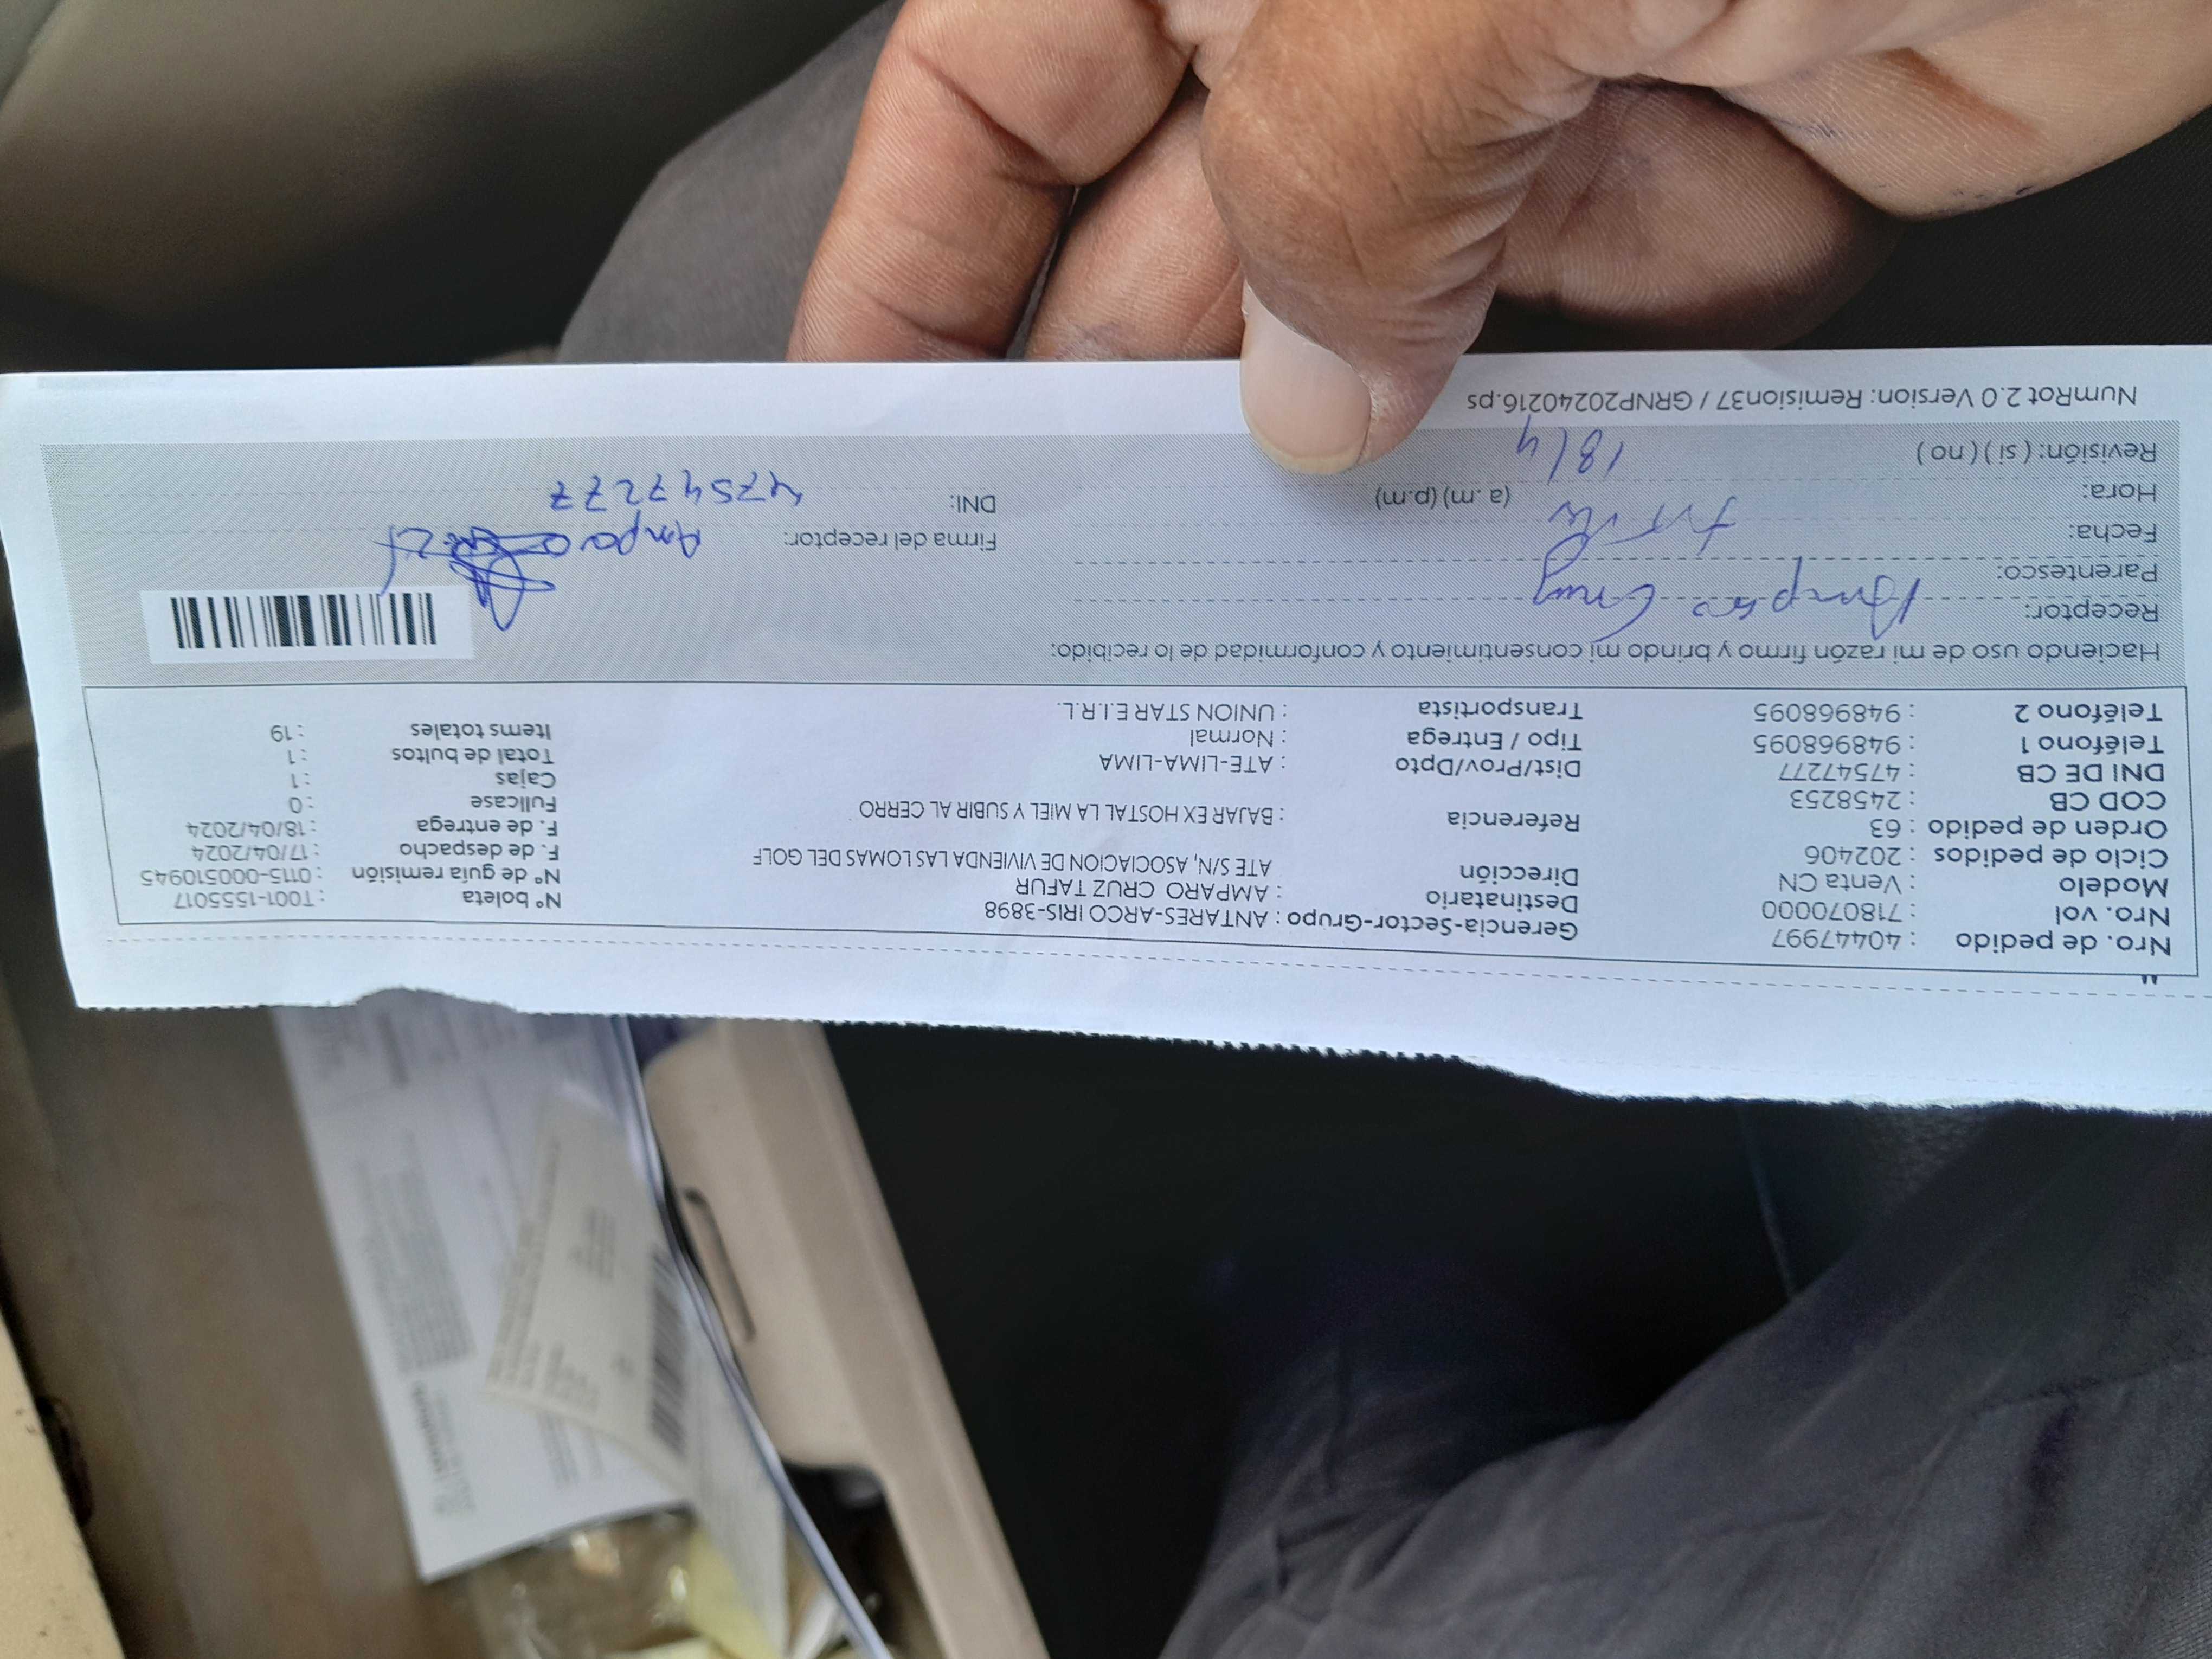 Nro. de pedido : 40447997
Nro. vol : 718070000
Modelo : Venta CN
Ciclo de pedidos : 202406
Orden de pedido : 63
COD CB : 2458253
DNI DE CB : 47547277
Teléfono 1 : 948968095
Teléfono 2 : 948968095
Gerencia-Sector-Grupo : ANTARES-ARCO IRIS-3898
Destinatario : AMPARO CRUZ TAFUR
Dirección ATE S/N, ASOCIACION DE VIVIENDA LAS LOMAS DEL GOLF
Referencia : BAJAR EX HOSTAL LA MIEL Y SUBIR AL CERRO
Dist/Prov/Dpto : ATE-LIMA-LIMA
Tipo / Entrega : Normal
Transportista : UNION STAR E.I.R.L.
N° boleta : T001-1555017
N° de guía remisión : 0115-000510945
F. de despacho : 17/04/2024
F. de entrega : 18/04/2024
Fullcase : 0
Cajas : 1
Total de bultos : 1
Items totales : 19
Haciendo uso de mi razón firmo y brindo mi consentimiento y conformidad de lo recibido:
Receptor: Amparo Cruz
Parentesco:
Fecha:
Hora: (a. m) (p.m)
18/4
Revisión: ( si ) ( no )
Firma del receptor: Amparo
DNI: 47547277
NumRot 2.0 Version: Remision37 / GRNP20240216.ps